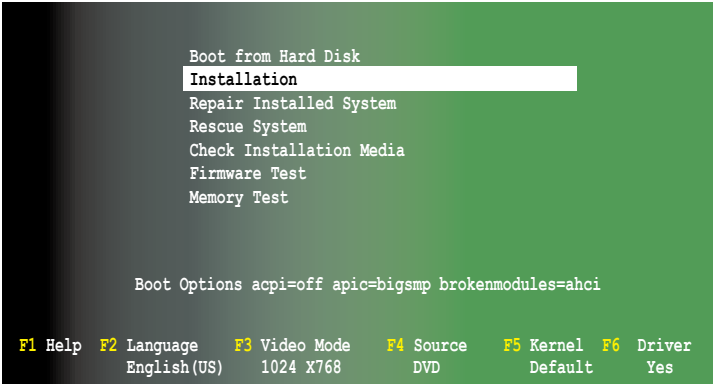 Boot from Hard Disk
Installation
Repair Installed System
Rescue System
Check Installation Media
Firmware Test
Memory Test
Boot Options acpi=off apic=bigsmp brokenmodules=ahci
F1 Help F2 Language F3 Video Mode F4 Source F5 Kernel F6 Driver
English(US) 1024 X768 DVD Default Yes